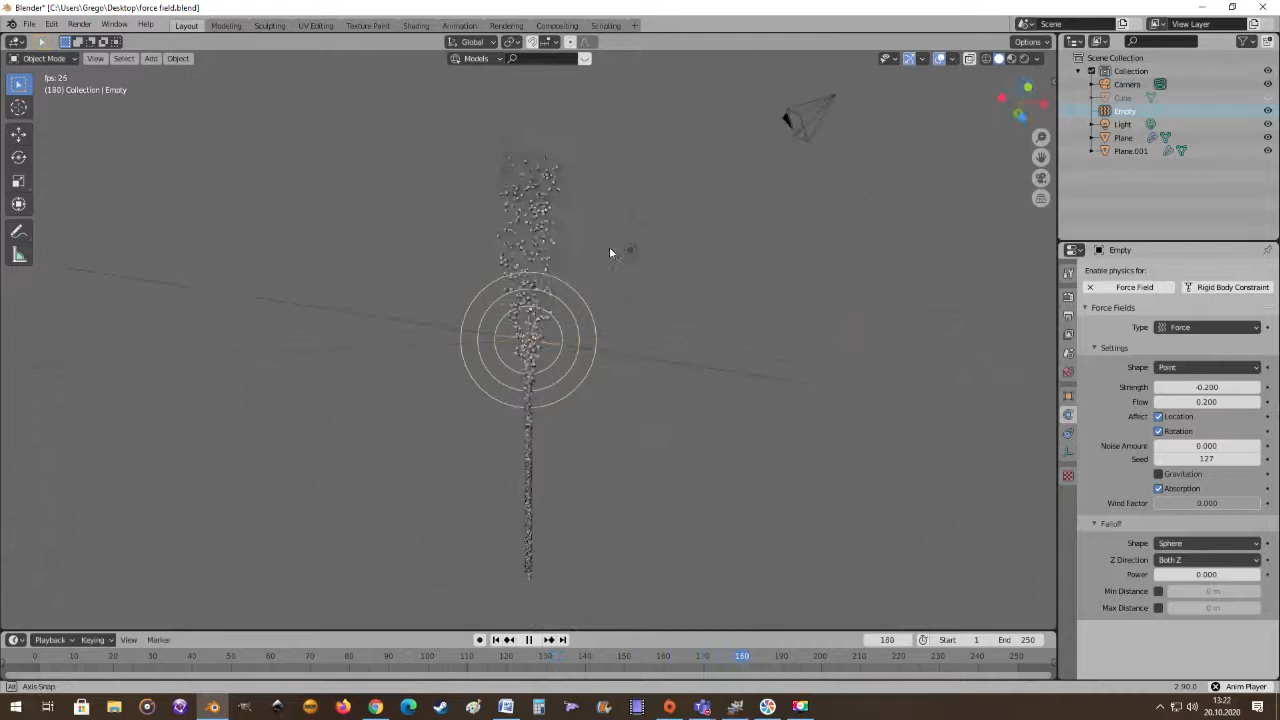 Blender* [C:\Users\Grego\Desktop\force field.blend]
File Edit Render Window Help Layout Modeling Sculpting UV Editing Texture Paint Shading Animation Rendering Compositing Scripting + Scene View Layer
Global Options
Object Mode View Select Add Object Models
fps: 25
(180) Collection | Empty
Scene Collection
Collection
Camera
Cube
Empty
Light
Plane
Plane.001
Empty
Enable physics for:
Force Field Rigid Body Constraint
Force Fields
Type Force
Settings
Shape Point
Strength -0.200
Flow 0.200
Affect Location
Rotation
Noise Amount 0.000
Seed 127
Gravitation
Absorption
Wind Factor 0.000
Falloff
Shape Sphere
Z Direction Both Z
Power 0.000
Min Distance 0 m
Max Distance 0 m
Playback Keying View Marker 180 Start 1 End 250
0 10 20 30 40 50 60 70 80 90 100 110 120 130 140 150 160 170 180 190 200 210 220 230 240 250
Axis Snap 2.90.0 Anim Player
13:22
20.10.2020